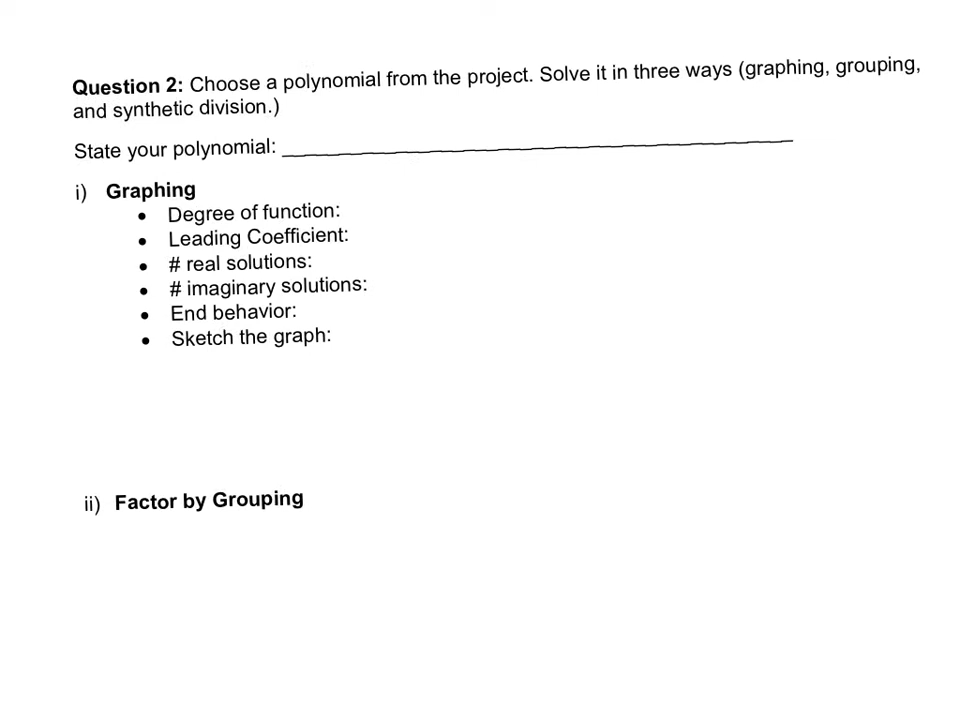 Question 2: Choose a polynomial from the project. Solve it in three ways (graphing, grouping,
and synthetic division.)
State your polynomial: ____________________
i) Graphing
• Degree of function:
• Leading Coefficient:
• # real solutions:
• # imaginary solutions:
• End behavior:
• Sketch the graph:
ii) Factor by Grouping